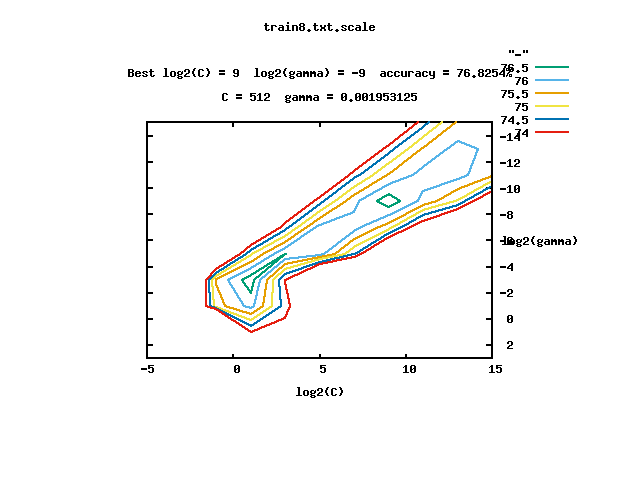 train8.txt.scale
"-"
Best log2(C) = 9 log2(gamma) = -9 accuracy = 76.8254%
76.5
76
C = 512 gamma = 0.001953125
75.5
75
74.5
74
-14
-12
-10
-8
-6
log2(gamma)
-4
-2
0
2
-5 0 5 10 15
log2(C)